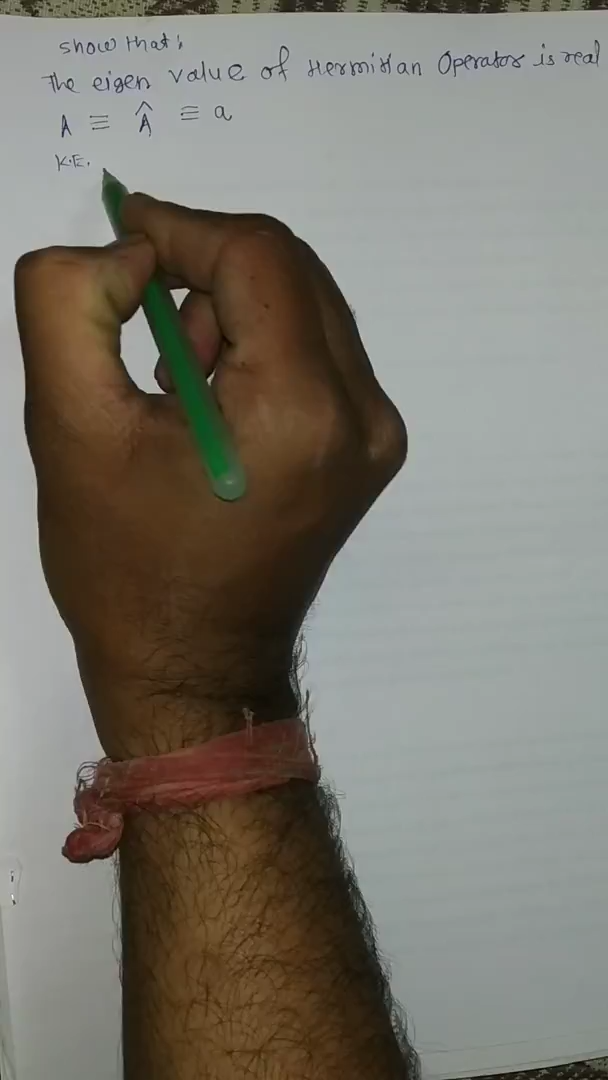 show that:
The eigen value of Hermitian Operator is real
A ≡ Â ≡ a
K.E.